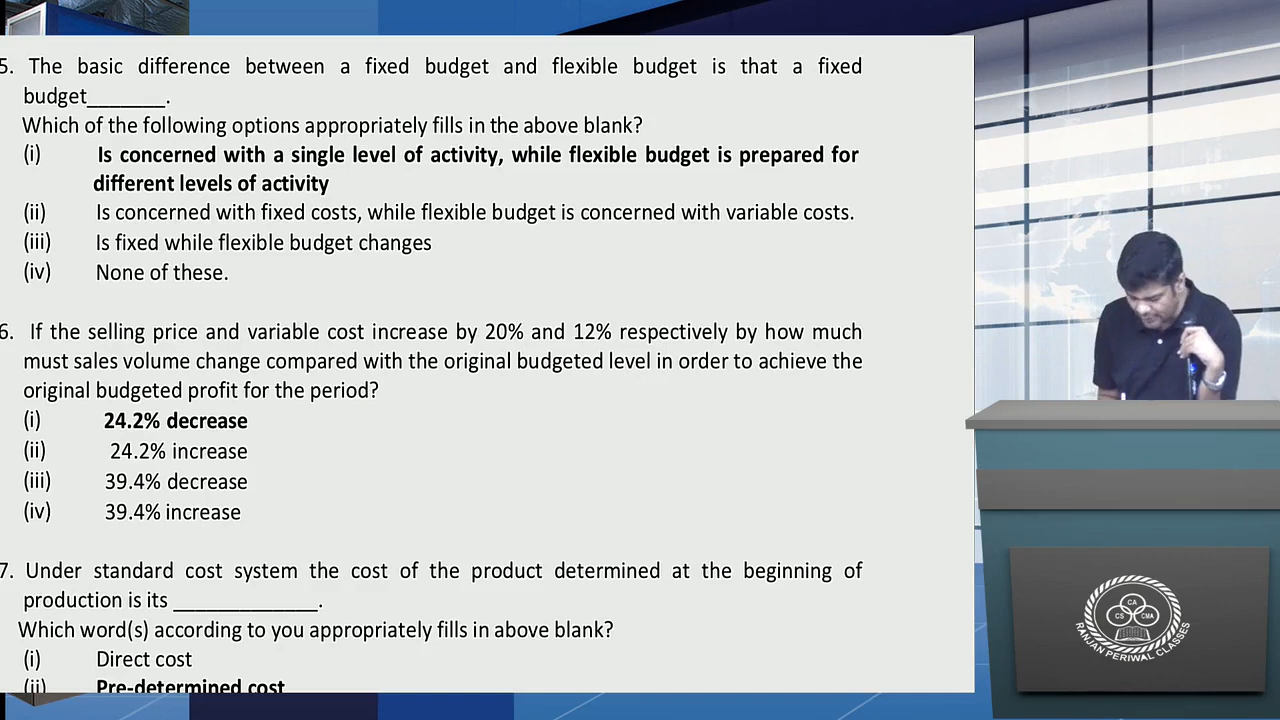 5. The basic difference between a fixed budget and flexible budget is that a fixed
budget_______.
Which of the following options appropriately fills in the above blank?
(i) Is concerned with a single level of activity, while flexible budget is prepared for
different levels of activity
(ii) Is concerned with fixed costs, while flexible budget is concerned with variable costs.
(iii) Is fixed while flexible budget changes
(iv) None of these.
6. If the selling price and variable cost increase by 20% and 12% respectively by how much
must sales volume change compared with the original budgeted level in order to achieve the
original budgeted profit for the period?
(i) 24.2% decrease
(ii) 24.2% increase
(iii) 39.4% decrease
(iv) 39.4% increase
7. Under standard cost system the cost of the product determined at the beginning of
production is its _____________.
Which word(s) according to you appropriately fills in above blank?
(i) Direct cost
(ii) Pre-determined cost
CA
CS CMA
RANJAN PERIWAL CLASSES